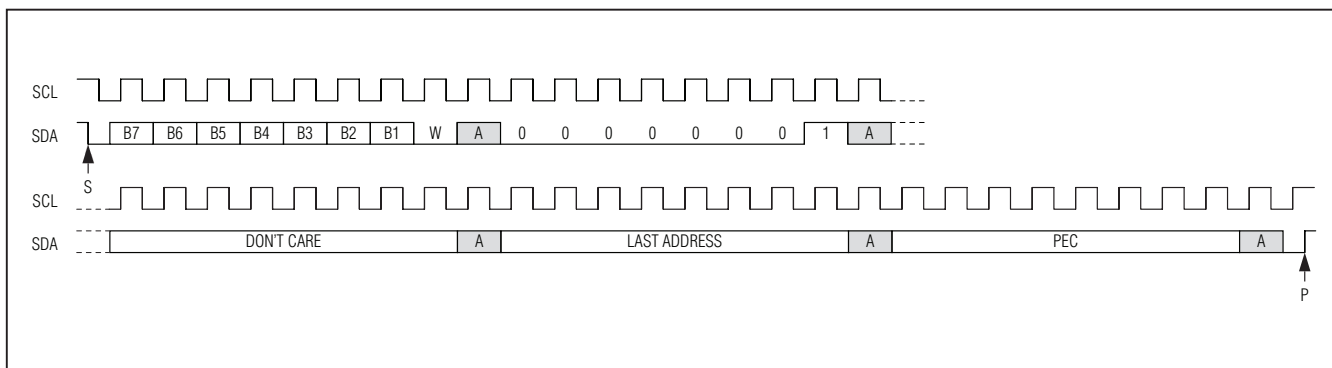 SCL
SDA B7 B6 B5 B4 B3 B2 B1 W A 0 0 0 0 0 0 0 1 A
S
SCL
SDA DON'T CARE A LAST ADDRESS A PEC A
P